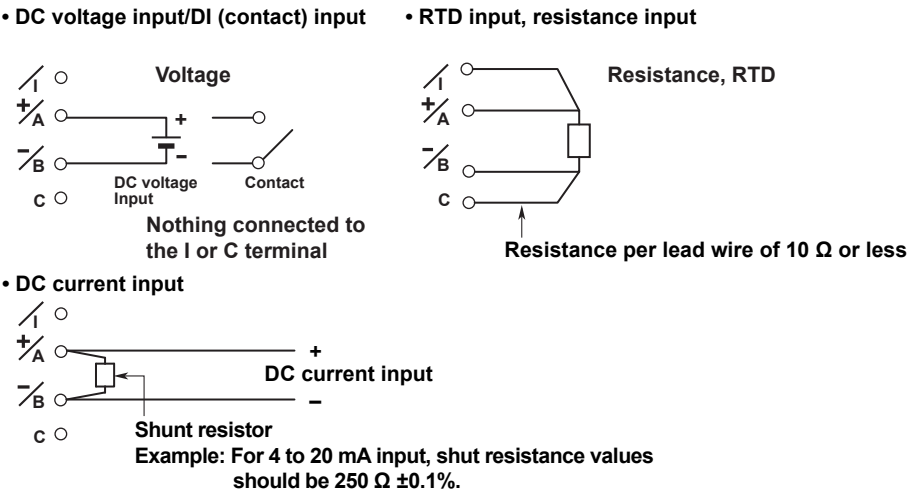 • DC voltage input/DI (contact) input
/I
Voltage
+/A
+
-/B
–
DC voltage
Input
Contact
C
Nothing connected to
the I or C terminal
• RTD input, resistance input
/I
Resistance, RTD
+/A
-/B
C
Resistance per lead wire of 10 Ω or less
• DC current input
/I
+/A
+
DC current input
-/B
–
C
Shunt resistor
Example: For 4 to 20 mA input, shut resistance values
should be 250 Ω ±0.1%.